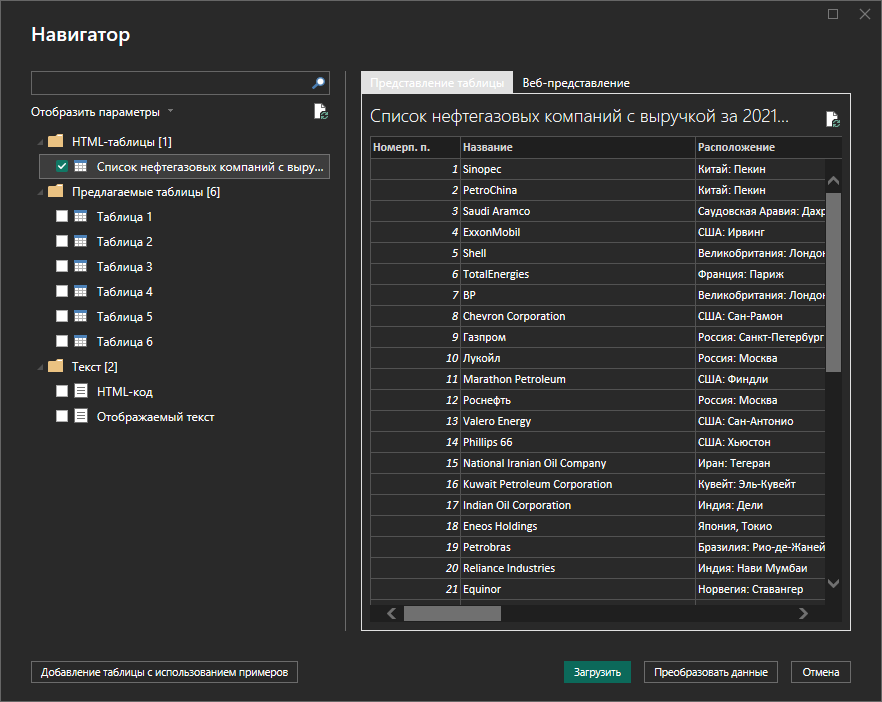 Навигатор
Отобразить параметры
HTML-таблицы [1]
Список нефтегазовых компаний с выру...
Предлагаемые таблицы [6]
Таблица 1
Таблица 2
Таблица 3
Таблица 4
Таблица 5
Таблица 6
Текст [2]
HTML-код
Отображаемый текст
Представление таблицы Веб-представление
Список нефтегазовых компаний с выручкой за 2021...
Номерп. п. Название Расположение
1 Sinopec Китай: Пекин
2 PetroChina Китай: Пекин
3 Saudi Aramco Саудовская Аравия: Дахр
4 ExxonMobil США: Ирвинг
5 Shell Великобритания: Лондон
6 TotalEnergies Франция: Париж
7 BP Великобритания: Лондон
8 Chevron Corporation США: Сан-Рамон
9 Газпром Россия: Санкт-Петербург
10 Лукойл Россия: Москва
11 Marathon Petroleum США: Финдли
12 Роснефть Россия: Москва
13 Valero Energy США: Сан-Антонио
14 Phillips 66 США: Хьюстон
15 National Iranian Oil Company Иран: Тегеран
16 Kuwait Petroleum Corporation Кувейт: Эль-Кувейт
17 Indian Oil Corporation Индия: Дели
18 Eneos Holdings Япония, Токио
19 Petrobras Бразилия: Рио-де-Жаней
20 Reliance Industries Индия: Нави Мумбаи
21 Equinor Норвегия: Ставангер
Добавление таблицы с использованием примеров Загрузить Преобразовать данные Отмена